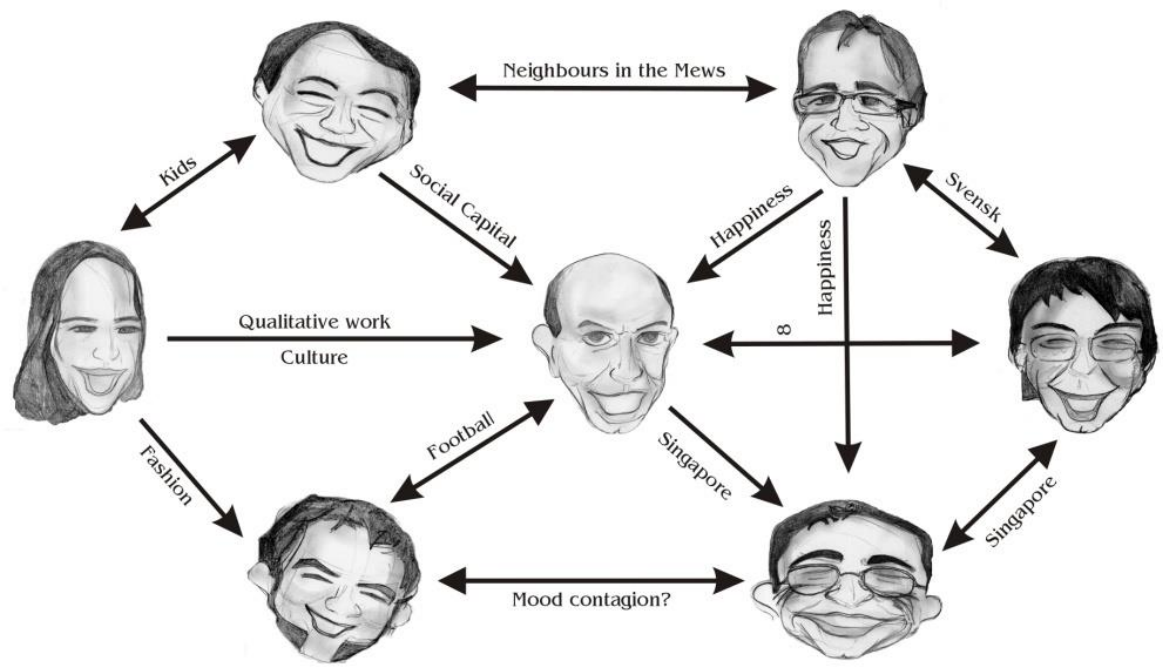 Neighbours in the Mews
Kids
Social Capital
Happiness
Svensk
Happiness
Qualitative work
Culture
8
Football
Singapore
Fashion
Singapore
Mood contagion?